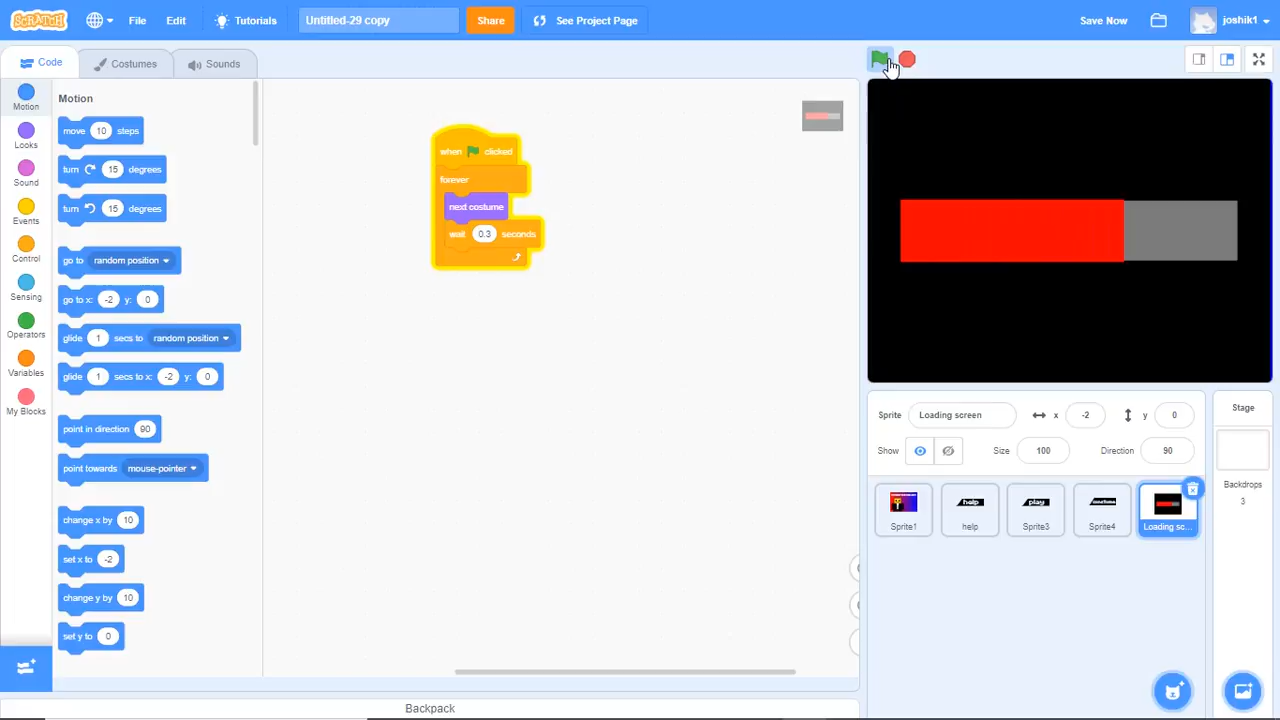 SCRATCH File Edit Tutorials Untitled-29 copy Share See Project Page Save Now joshik1
Code Costumes Sounds
Motion
Looks
Sound
Events
Control
Sensing
Operators
Variables
My Blocks
Motion
move 10 steps
turn 15 degrees
turn 15 degrees
go to random position
go to x: -2 y: 0
glide 1 secs to random position
glide 1 secs to x: -2 y: 0
point in direction 90
point towards mouse-pointer
change x by 10
set x to -2
change y by 10
set y to 0
when clicked
forever
next costume
wait 0.3 seconds
Sprite Loading screen x -2 y 0
Show Size 100 Direction 90
help play
Sprite1 help Sprite3 Sprite4 Loading sc...
Stage
Backdrops
3
Backpack